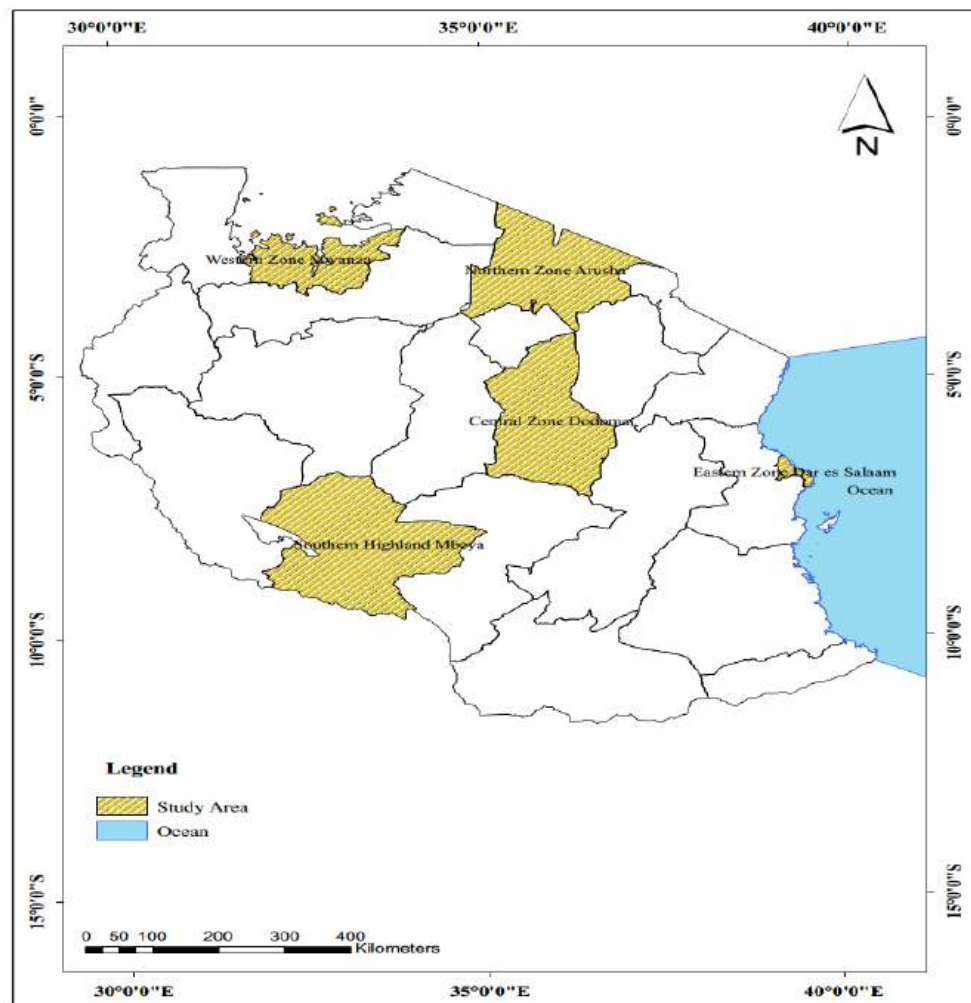 30°0'0"E 35°0'0"E 40°0'0"E
0°0'0" 0°0'0"
N
Western Zone Mwanza
Northern Zone Arusha
5°0'0"S 5°0'0"S
Central Zone Dodoma
Eastern Zone Dar es Salaam
Ocean
Southern Highland Mbeya
10°0'0"S 10°0'0"S
Legend
Study Area
Ocean
15°0'0"S 15°0'0"S
0 50 100 200 300 400
Kilometers
30°0'0"E 35°0'0"E 40°0'0"E